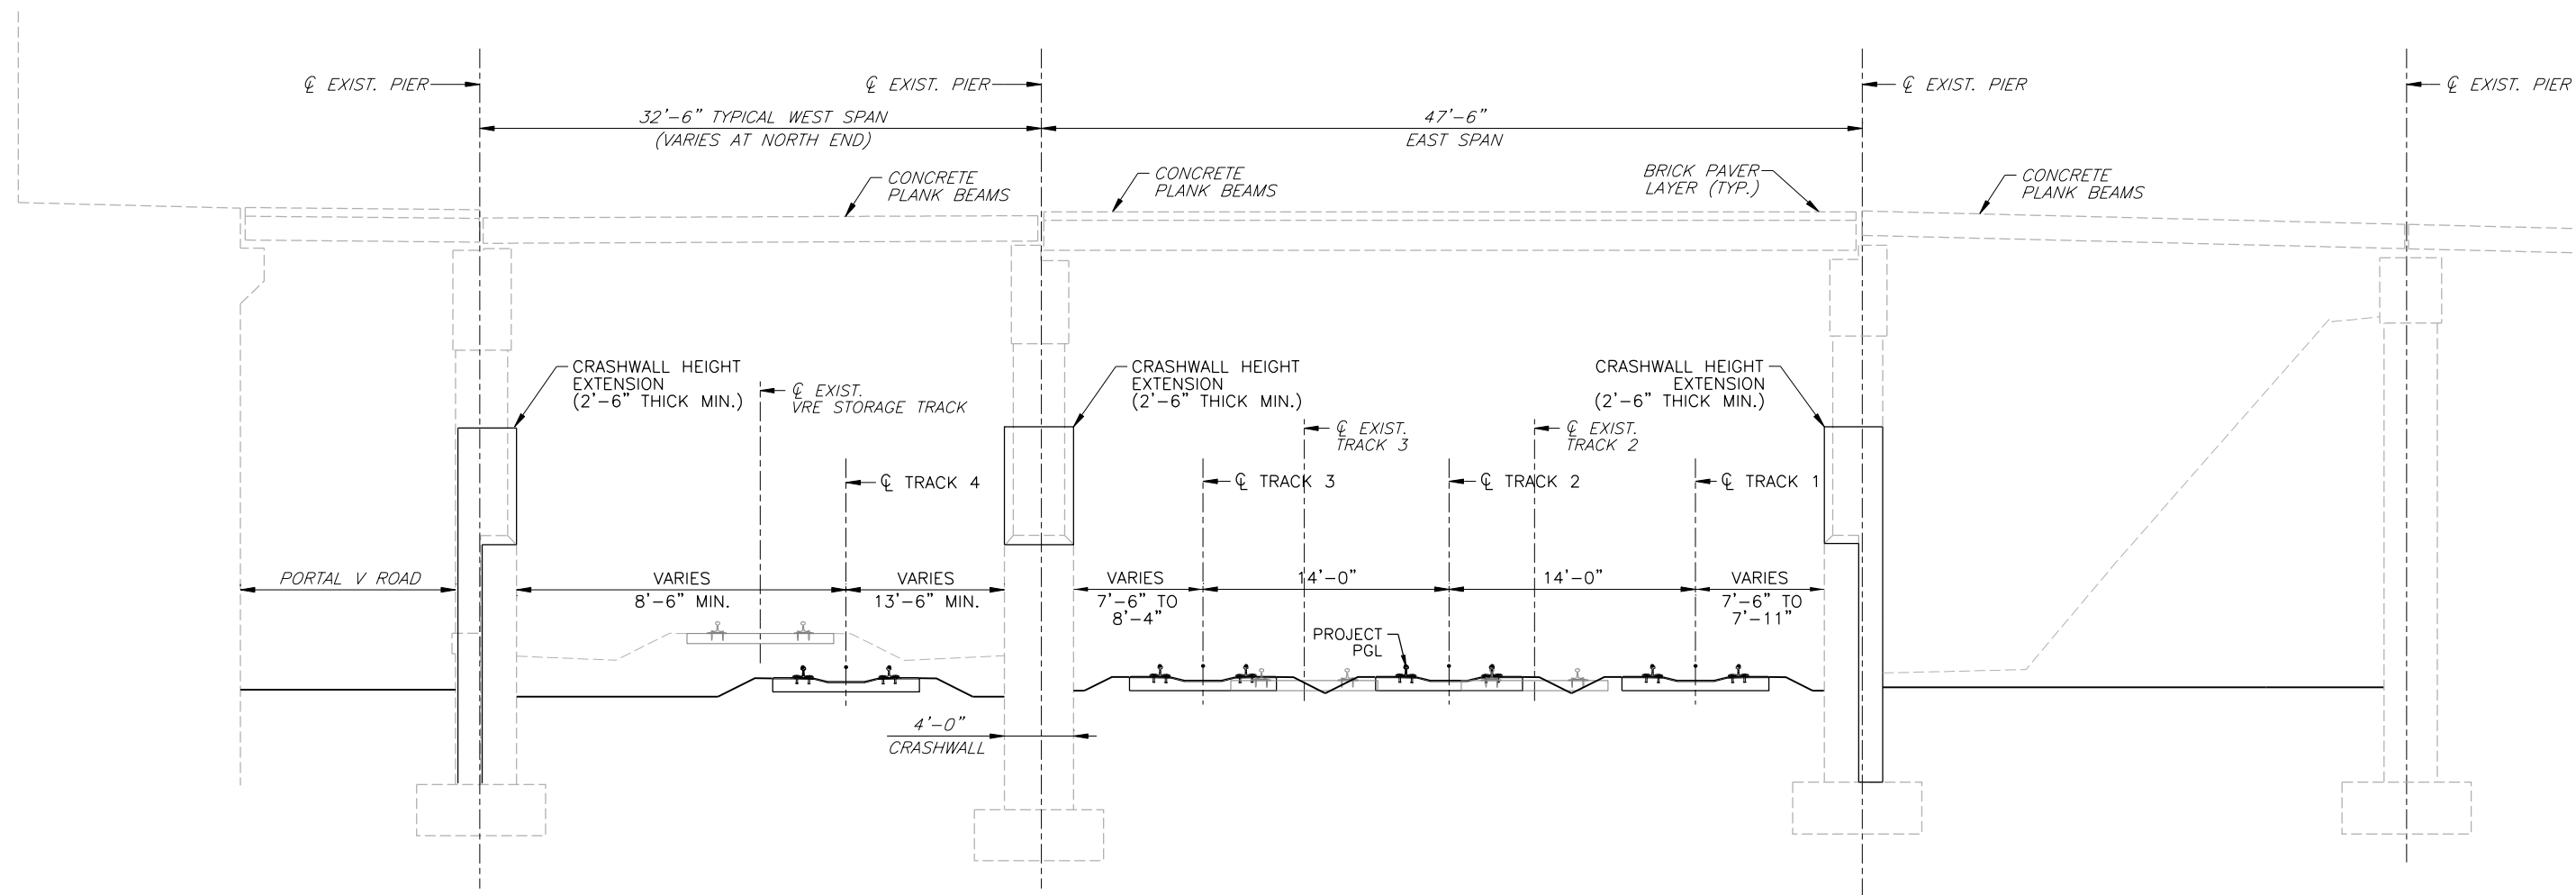 ℄ EXIST. PIER
℄ EXIST. PIER
℄ EXIST. PIER
℄ EXIST. PIER
32'-6" TYPICAL WEST SPAN
(VARIES AT NORTH END)
47'-6"
EAST SPAN
CONCRETE
PLANK BEAMS
CONCRETE
PLANK BEAMS
BRICK PAVER
LAYER (TYP.)
CONCRETE
PLANK BEAMS
CRASHWALL HEIGHT
EXTENSION
(2'-6" THICK MIN.)
℄ EXIST.
VRE STORAGE TRACK
CRASHWALL HEIGHT
EXTENSION
(2'-6" THICK MIN.)
CRASHWALL HEIGHT
EXTENSION
(2'-6" THICK MIN.)
℄ EXIST.
TRACK 3
℄ EXIST.
TRACK 2
℄ TRACK 4
℄ TRACK 3
℄ TRACK 2
℄ TRACK 1
PORTAL V ROAD
VARIES
8'-6" MIN.
VARIES
13'-6" MIN.
VARIES
7'-6" TO
8'-4"
14'-0"
14'-0"
VARIES
7'-6" TO
7'-11"
PROJECT
PGL
4'-0"
CRASHWALL